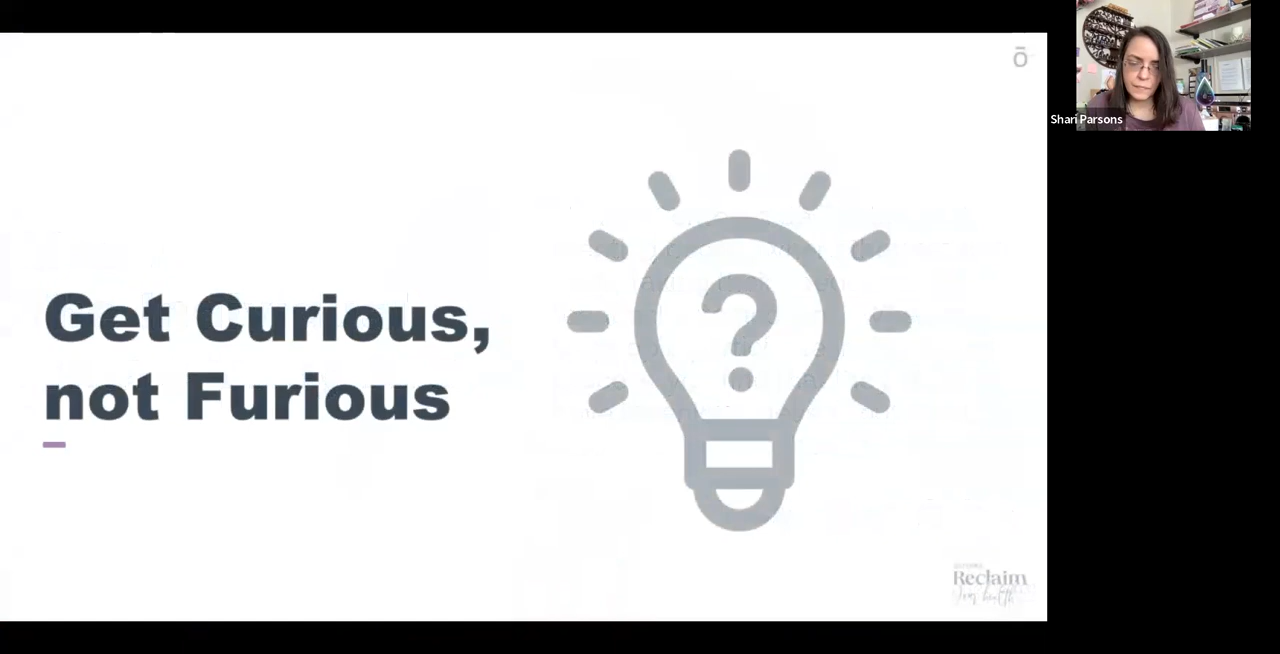 ō
Shari Parsons
Get Curious,
not Furious
?
Reclaim